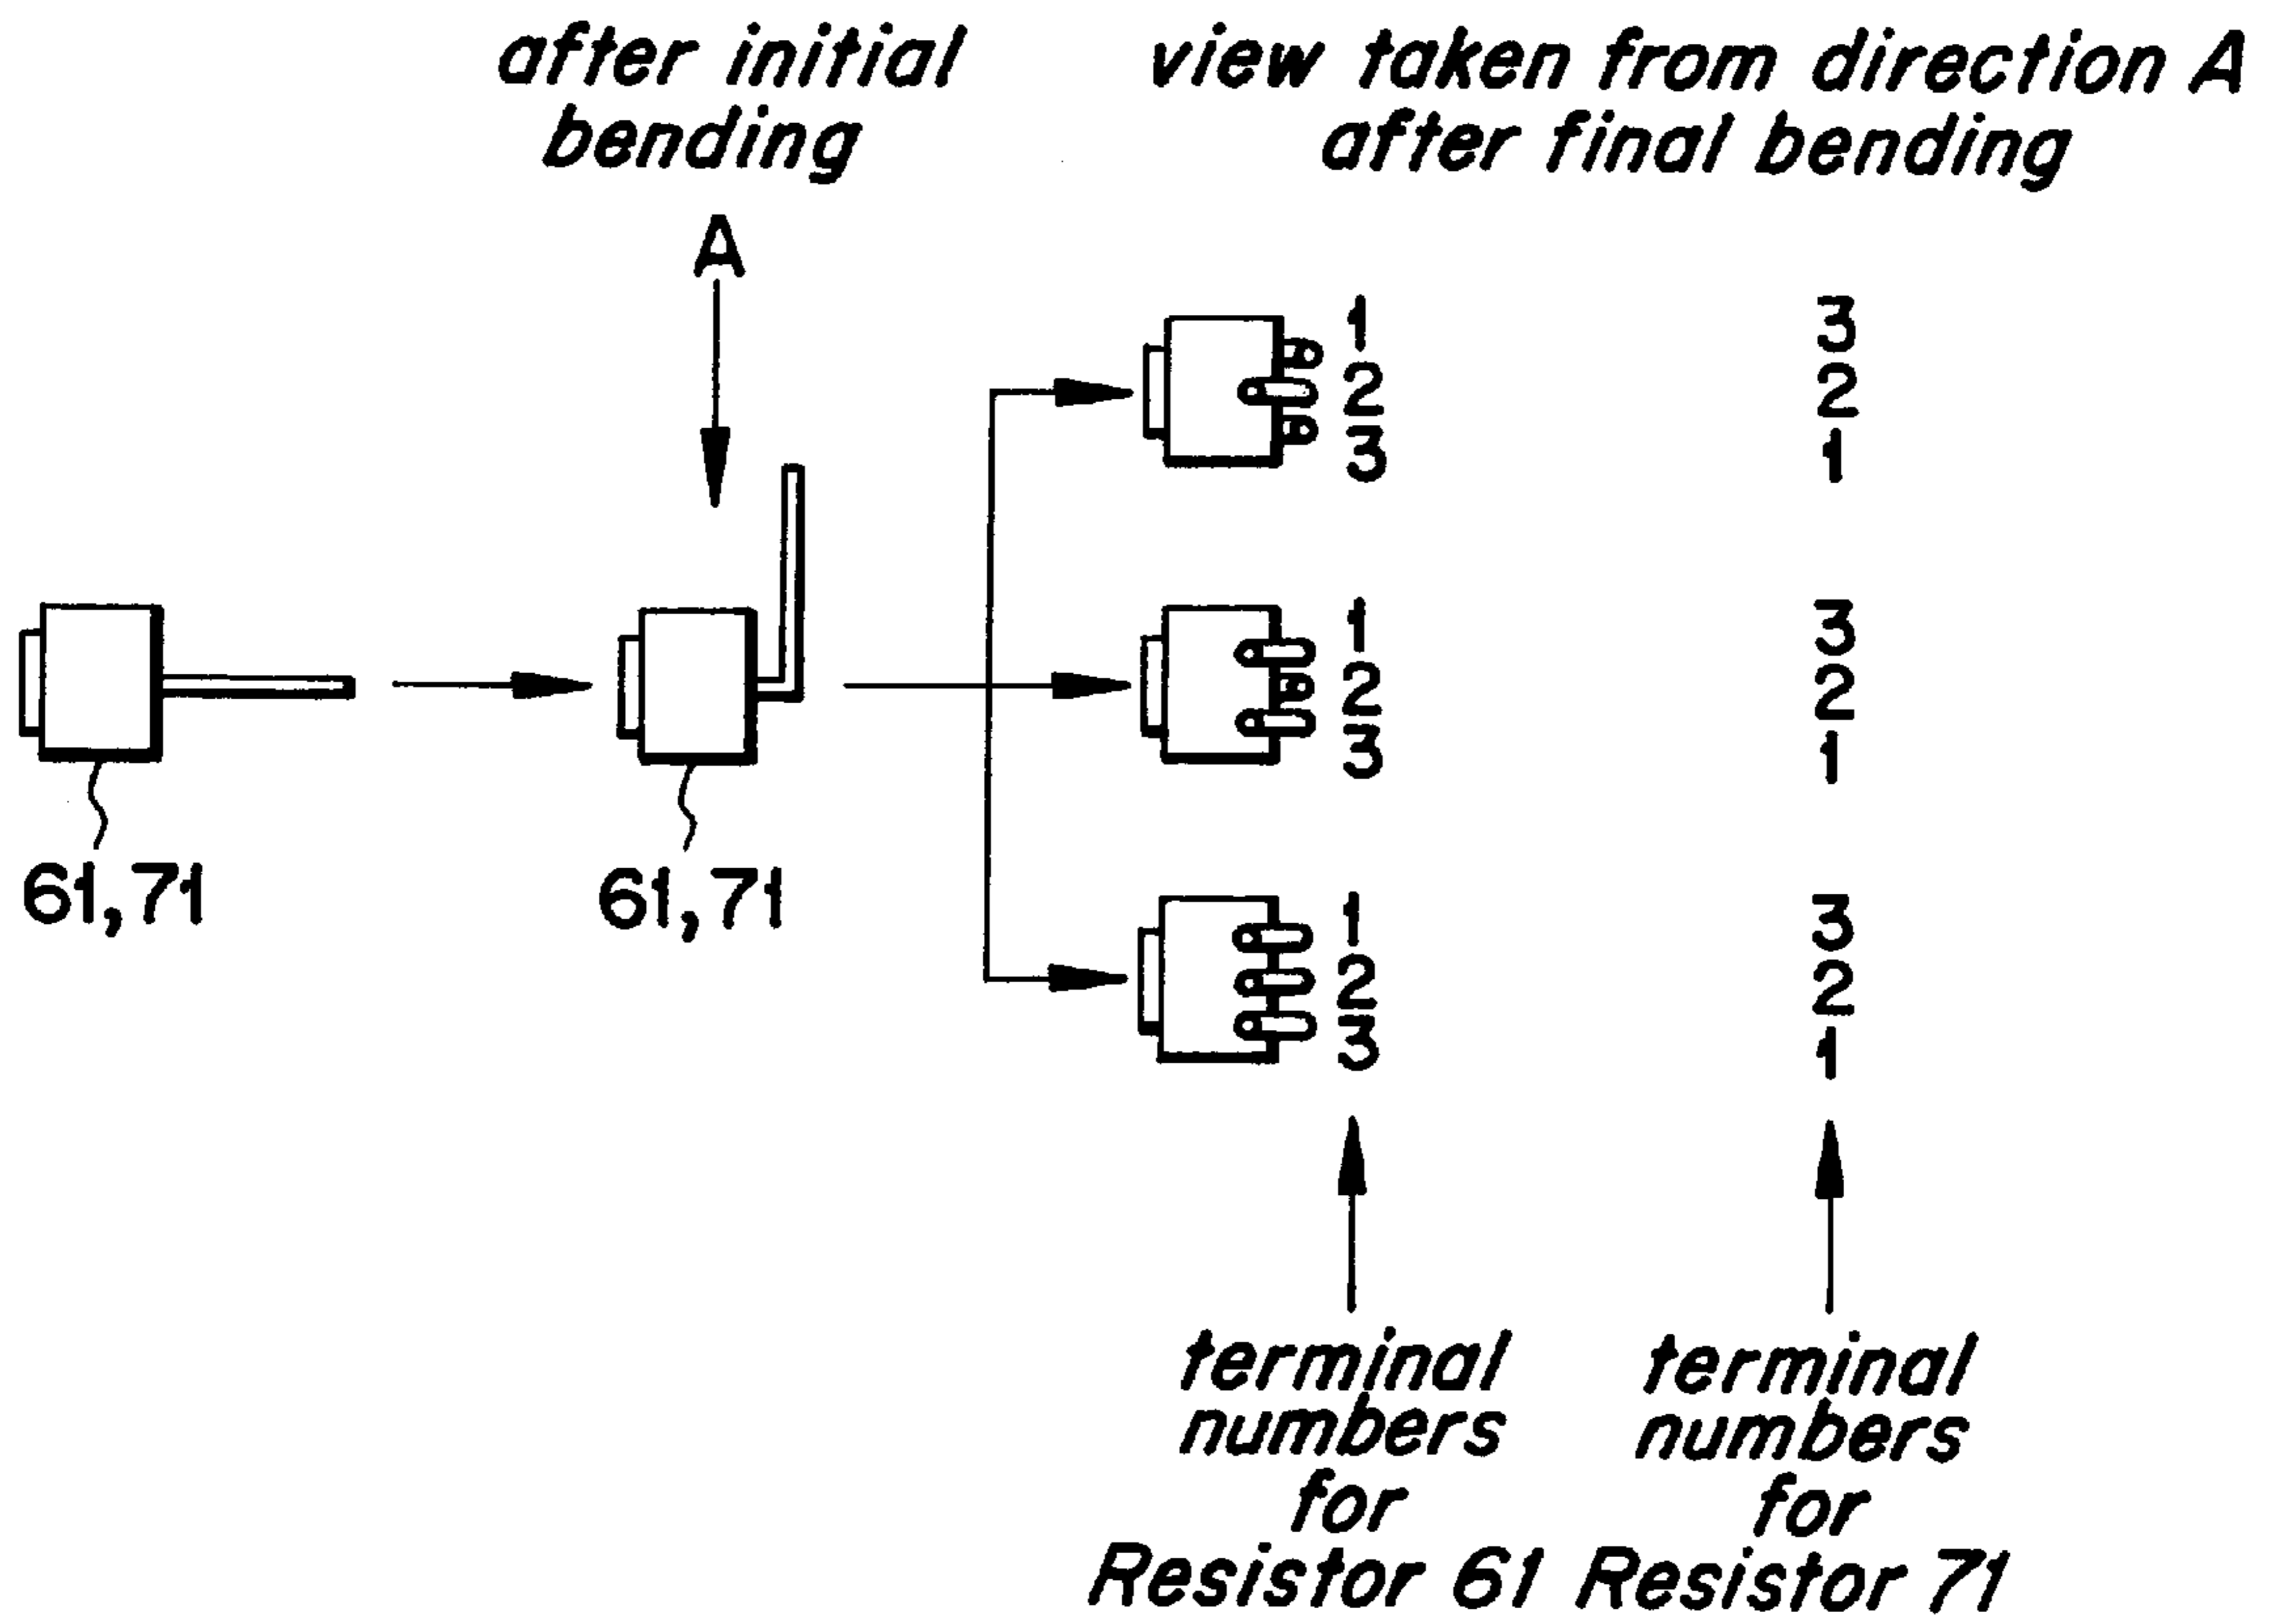 after initial
bending
view taken from direction A
after final bending
A
1 3
2 2
3 1
1 3
2 2
3 1
61,71
61,71
1 3
2 2
3 1
terminal
numbers
for
Resistor 61
terminal
numbers
for
Resistor 71